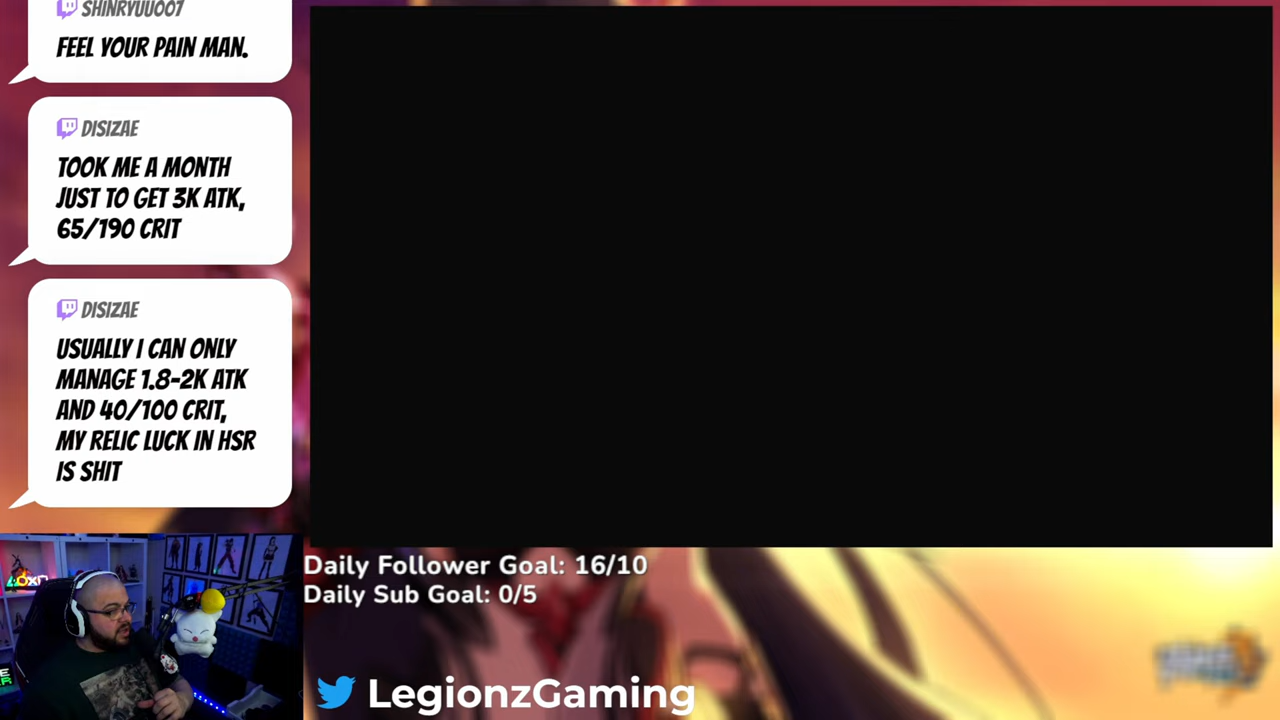 SHINRYUU007
FEEL YOUR PAIN MAN.
DISIZAE
TOOK ME A MONTH
JUST TO GET 3K ATK,
65/190 CRIT
DISIZAE
USUALLY I CAN ONLY
MANAGE 1.8-2K ATK
AND 40/100 CRIT,
MY RELIC LUCK IN HSR
IS SHIT
Daily Follower Goal: 16/10
Daily Sub Goal: 0/5
LegionzGaming